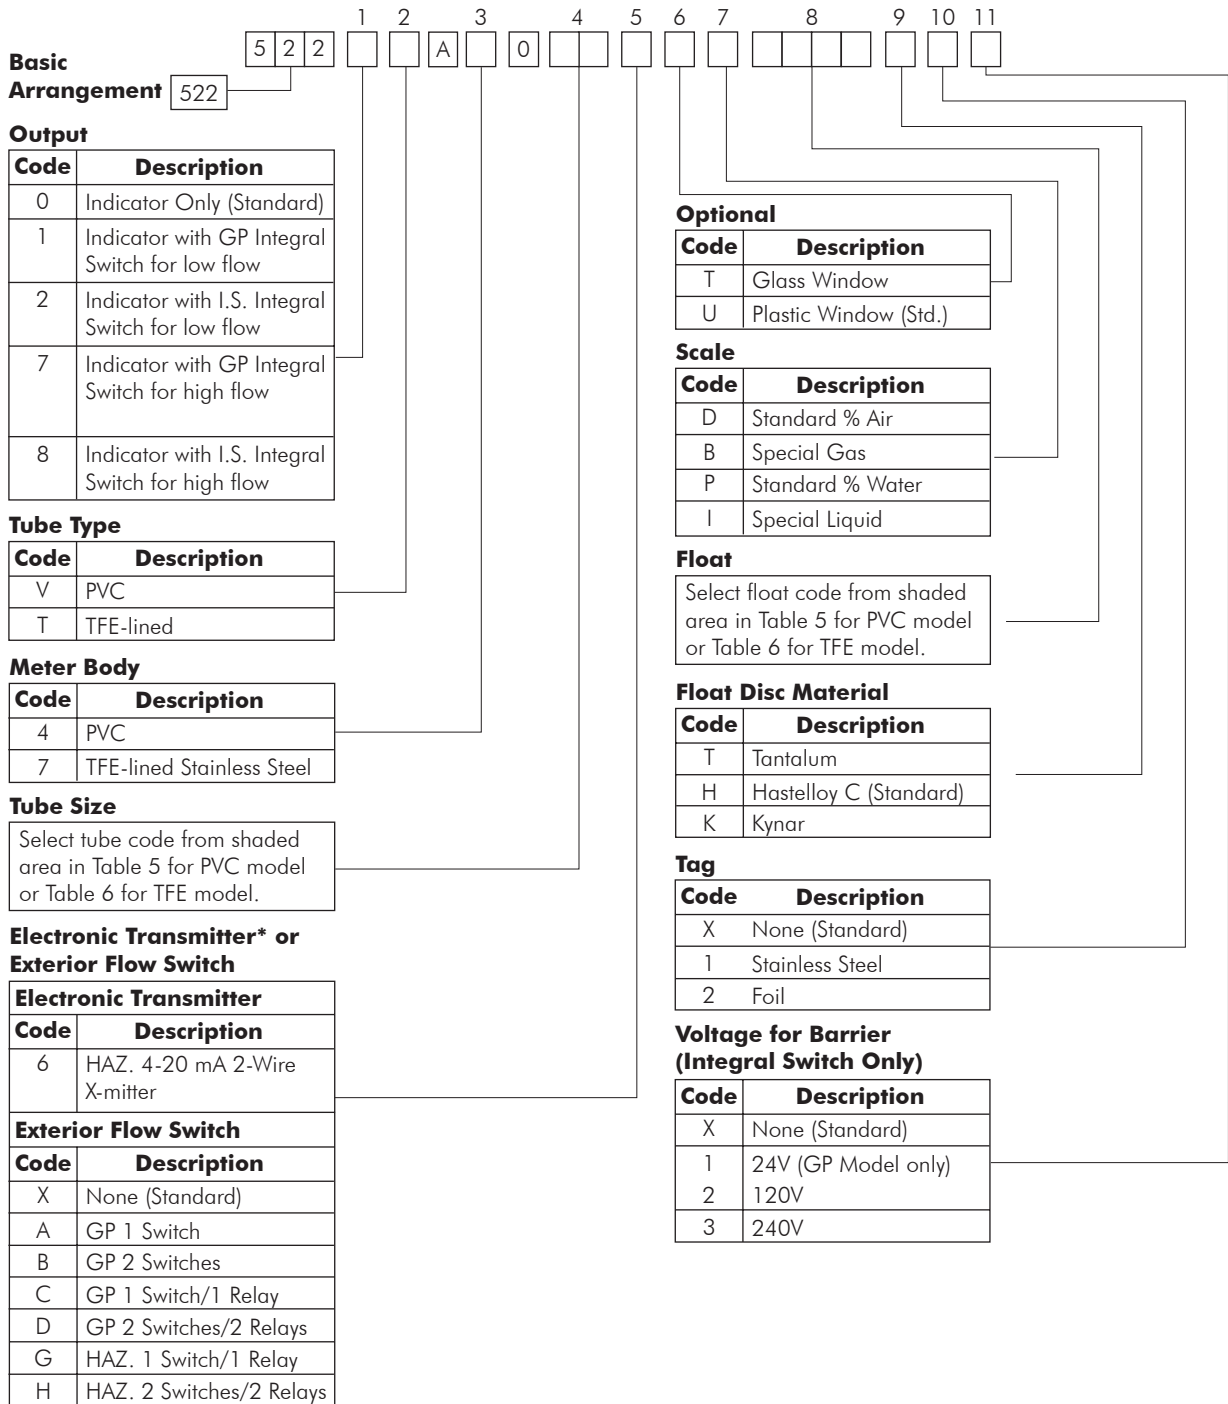 1 2 3 4 5 6 7 8 9 10 11
5 2 2 A 0
Basic
Arrangement 522
Output
Code Description
0 Indicator Only (Standard)
1 Indicator with GP Integral
Switch for low flow
2 Indicator with I.S. Integral
Switch for low flow
7 Indicator with GP Integral
Switch for high flow
8 Indicator with I.S. Integral
Switch for high flow
Tube Type
Code Description
V PVC
T TFE-lined
Meter Body
Code Description
4 PVC
7 TFE-lined Stainless Steel
Tube Size
Select tube code from shaded
area in Table 5 for PVC model
or Table 6 for TFE model.
Electronic Transmitter* or
Exterior Flow Switch
Electronic Transmitter
Code Description
6 HAZ. 4-20 mA 2-Wire
X-mitter
Exterior Flow Switch
Code Description
X None (Standard)
A GP 1 Switch
B GP 2 Switches
C GP 1 Switch/1 Relay
D GP 2 Switches/2 Relays
G HAZ. 1 Switch/1 Relay
H HAZ. 2 Switches/2 Relays
Optional
Code Description
T Glass Window
U Plastic Window (Std.)
Scale
Code Description
D Standard % Air
B Special Gas
P Standard % Water
I Special Liquid
Float
Select float code from shaded
area in Table 5 for PVC model
or Table 6 for TFE model.
Float Disc Material
Code Description
T Tantalum
H Hastelloy C (Standard)
K Kynar
Tag
Code Description
X None (Standard)
1 Stainless Steel
2 Foil
Voltage for Barrier
(Integral Switch Only)
Code Description
X None (Standard)
1 24V (GP Model only)
2 120V
3 240V